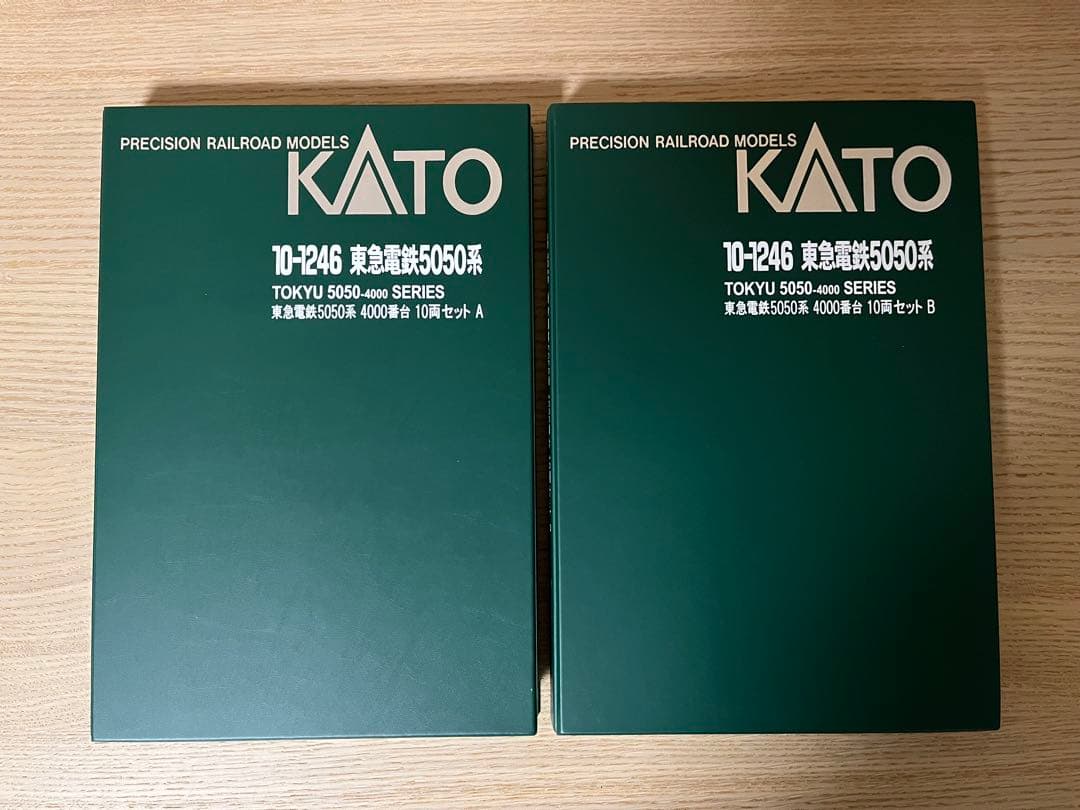 PRECISION RAILROAD MODELS
KATO
10-1246 東急電鉄5050系
TOKYU 5050-4000 SERIES
東急電鉄5050系 4000番台 10両セット A
PRECISION RAILROAD MODELS
KATO
10-1246 東急電鉄5050系
TOKYU 5050-4000 SERIES
東急電鉄5050系 4000番台 10両セット B